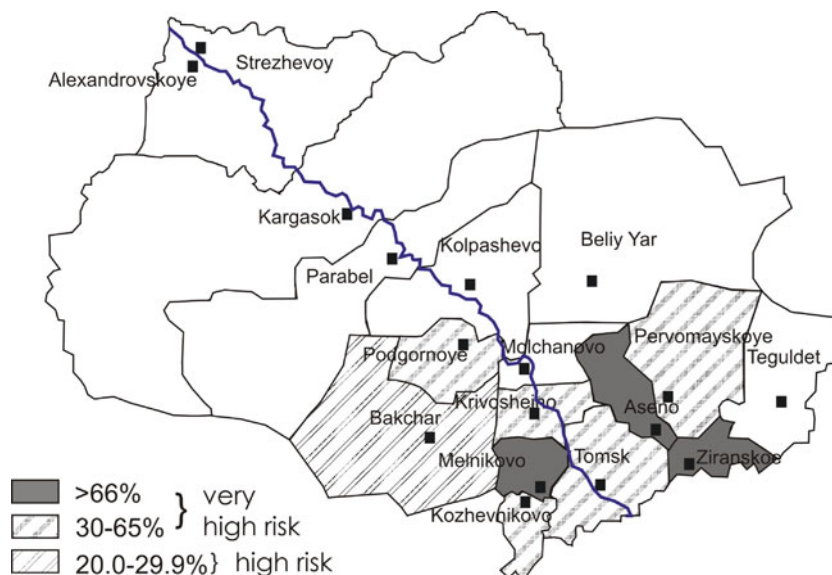 Strezhevoy
Alexandrovskoye
Kargasok
Kolpashevo
Beliy Yar
Parabel
Molchanovo
Pervomayskoye
Podgornoye
Teguldet
Krivosheino
Bakchar
Aseno
Melnikovo
Tomsk
Ziranskoe
Kozhevnikovo
>66%
30-65%
} very
high risk
20.0-29.9% } high risk